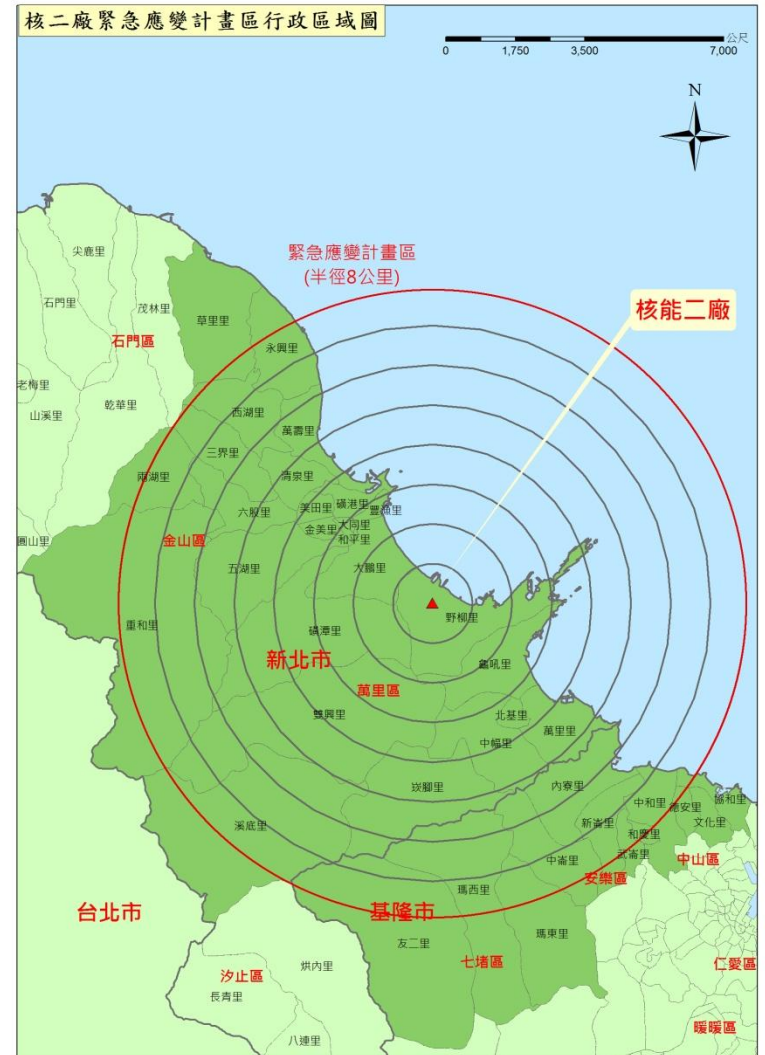 核二廠緊急應變計畫區行政區域圖
公尺
0 1,750 3,500 7,000
N
緊急應變計畫區
(半徑8公里)
核能二廠
尖鹿里
石門里
茂林里
草里里
石門區
永興里
老梅里
乾華里
山溪里
西湖里
萬壽里
三界里
兩湖里
清泉里
六股里
美田里
磺港里
豐漁里
金美里
大同里
和平里
圓山里
金山區
五湖里
大鵬里
重和里
磺潭里
野柳里
新北市
龜吼里
萬里區
雙興里
北基里
萬里里
中幅里
崁腳里
內寮里
中和里
德安里
協和里
溪底里
新崙里
文化里
和慶里
武崙里
中崙里
中山區
安樂區
瑪西里
台北市
基隆市
友二里
瑪東里
七堵區
烘內里
汐止區
仁愛區
長青里
暖暖區
八連里